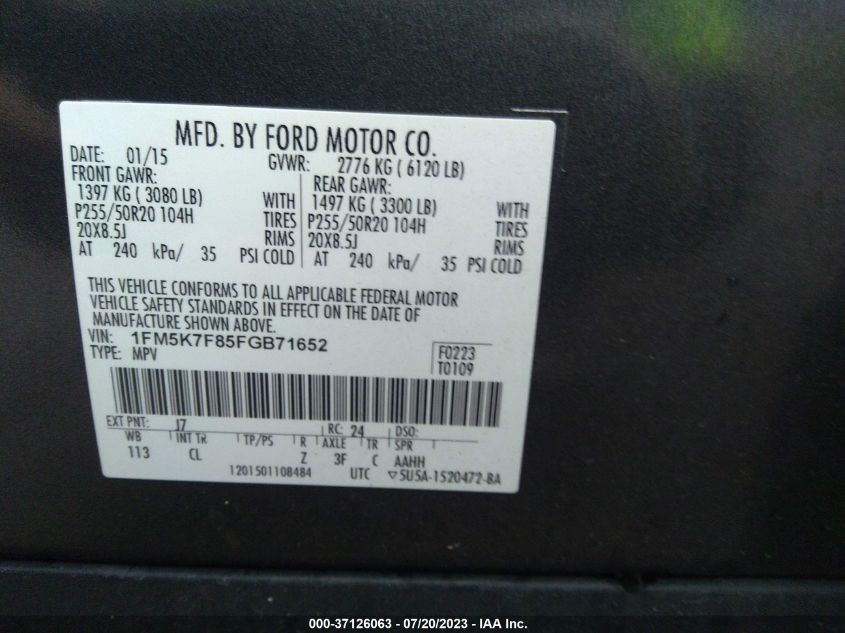 MFD. BY FORD MOTOR CO.
DATE: 01/15 GVWR: 2776 KG ( 6120 LB)
FRONT GAWR: REAR GAWR:
1397 KG ( 3080 LB) WITH 1497 KG ( 3300 LB) WITH
P255/50R20 104H TIRES P255/50R20 104H TIRES
20X8.5J RIMS 20X8.5J RIMS
AT 240 kPa/ 35 PSI COLD AT 240 kPa/ 35 PSI COLD
THIS VEHICLE CONFORMS TO ALL APPLICABLE FEDERAL MOTOR
VEHICLE SAFETY STANDARDS IN EFFECT ON THE DATE OF
MANUFACTURE SHOWN ABOVE.
VIN: 1FM5K7F85FGB71652
TYPE: MPV
F0223
T0109
EXT PNT: J7 RC: 24 DSO:
WB INT TR TP/PS R AXLE TR SPR
113 CL Z 3F C AAHH
1201501108484 UTC ▽5U5A-1520472-BA
000-37126063 - 07/20/2023 - IAA Inc.